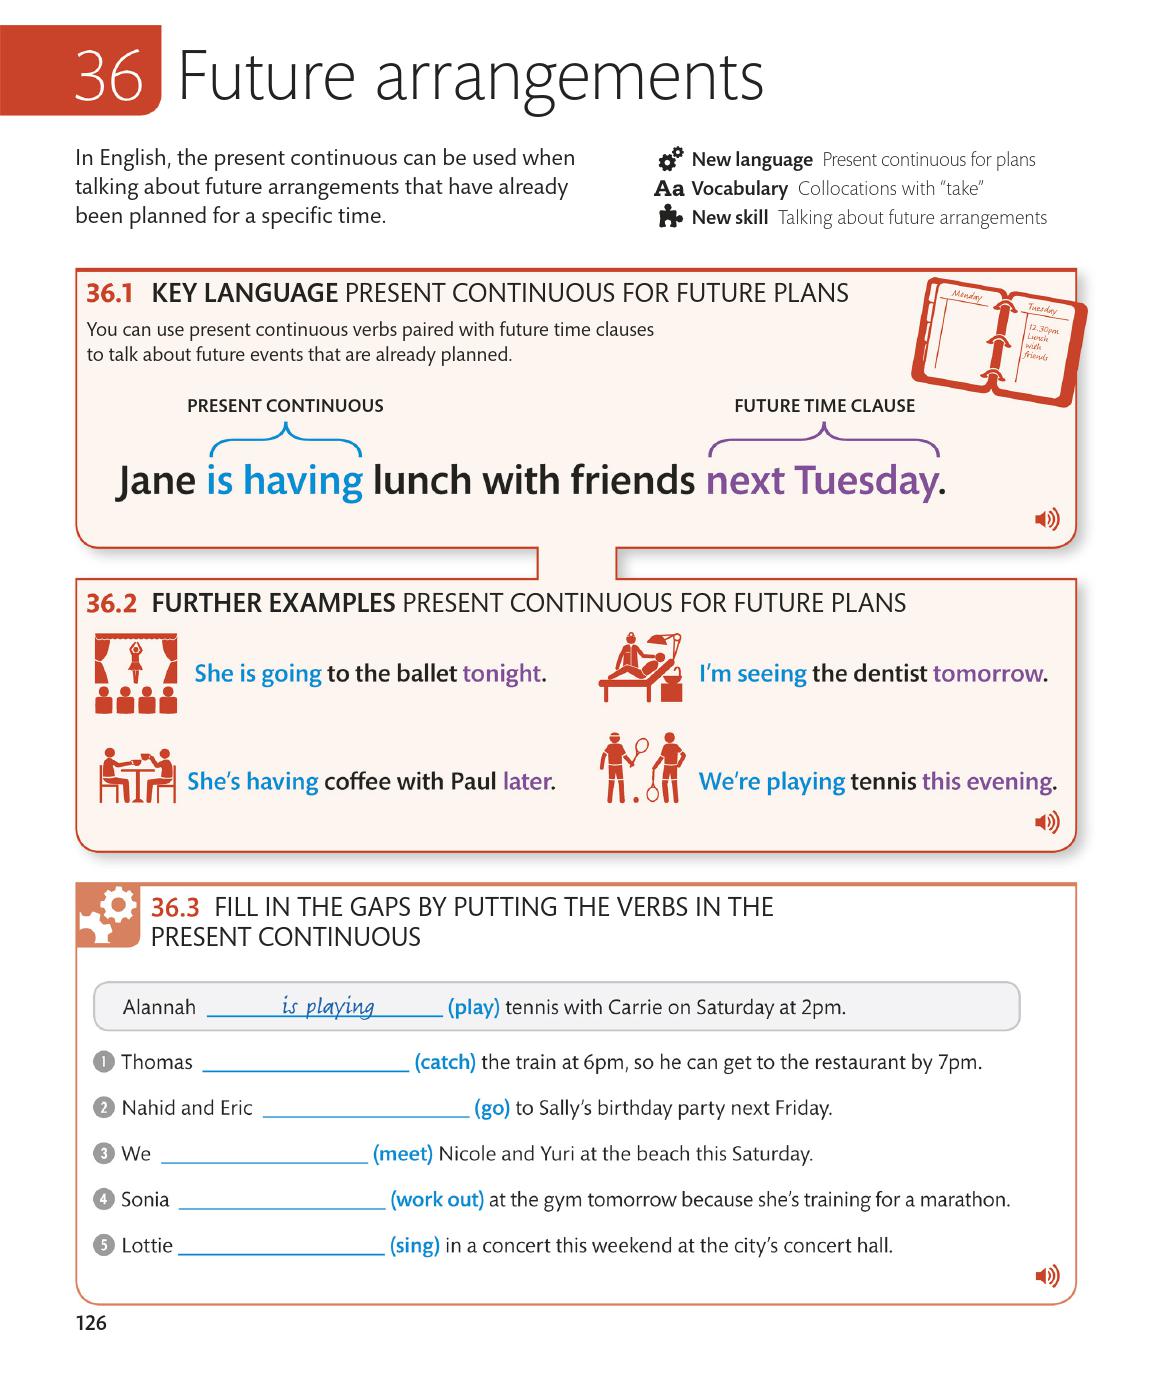 36 Future arrangements
In English, the present continuous can be used when
talking about future arrangements that have already
been planned for a specific time.
New language Present continuous for plans
Aa Vocabulary Collocations with “take”
New skill Talking about future arrangements
36.1 KEY LANGUAGE PRESENT CONTINUOUS FOR FUTURE PLANS
You can use present continuous verbs paired with future time clauses
to talk about future events that are already planned.
Monday
Tuesday
12.30pm
Lunch
with
friends
PRESENT CONTINUOUS
FUTURE TIME CLAUSE
Jane is having lunch with friends next Tuesday.
36.2 FURTHER EXAMPLES PRESENT CONTINUOUS FOR FUTURE PLANS
She is going to the ballet tonight.
I’m seeing the dentist tomorrow.
She’s having coffee with Paul later.
We’re playing tennis this evening.
36.3 FILL IN THE GAPS BY PUTTING THE VERBS IN THE
PRESENT CONTINUOUS
Alannah is playing (play) tennis with Carrie on Saturday at 2pm.
1 Thomas ____ (catch) the train at 6pm, so he can get to the restaurant by 7pm.
2 Nahid and Eric ____ (go) to Sally’s birthday party next Friday.
3 We ____ (meet) Nicole and Yuri at the beach this Saturday.
4 Sonia ____ (work out) at the gym tomorrow because she’s training for a marathon.
5 Lottie ____ (sing) in a concert this weekend at the city’s concert hall.
126